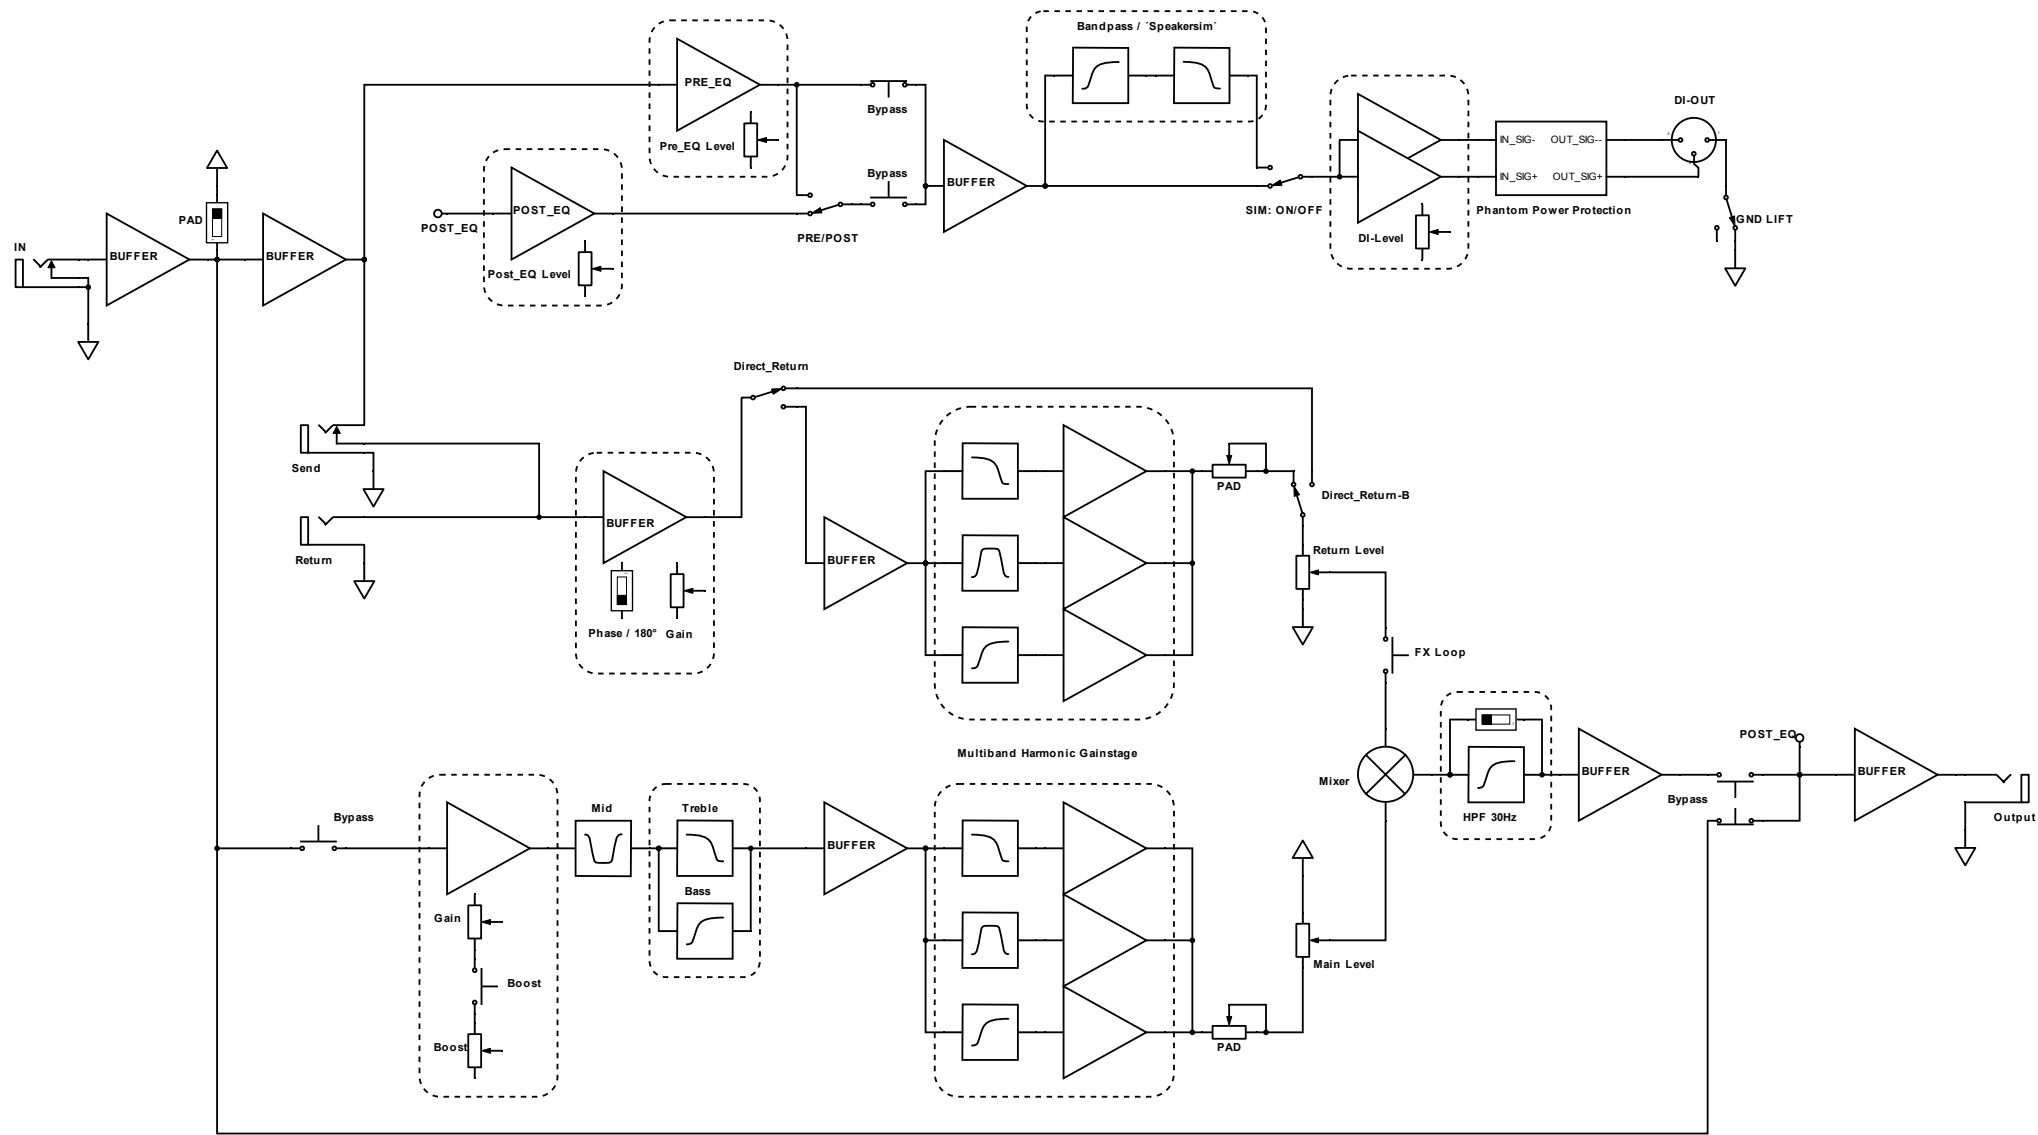 Bandpass / ´Speakersim´
PRE_EQ
Bypass
Pre_EQ Level
DI-OUT
IN_SIG-
OUT_SIG--
IN_SIG+
OUT_SIG+
Phantom Power Protection
Bypass
BUFFER
SIM: ON/OFF
DI-Level
GND LIFT
POST_EQ
POST_EQ
Post_EQ Level
PRE/POST
PAD
IN
BUFFER
BUFFER
Direct_Return
Send
Return
BUFFER
Phase / 180°
Gain
BUFFER
PAD
Direct_Return-B
Return Level
FX Loop
Multiband Harmonic Gainstage
Mixer
HPF 30Hz
BUFFER
POST_EQ
Bypass
BUFFER
Output
Bypass
Gain
Boost
Boost
Mid
Treble
Bass
BUFFER
Main Level
PAD